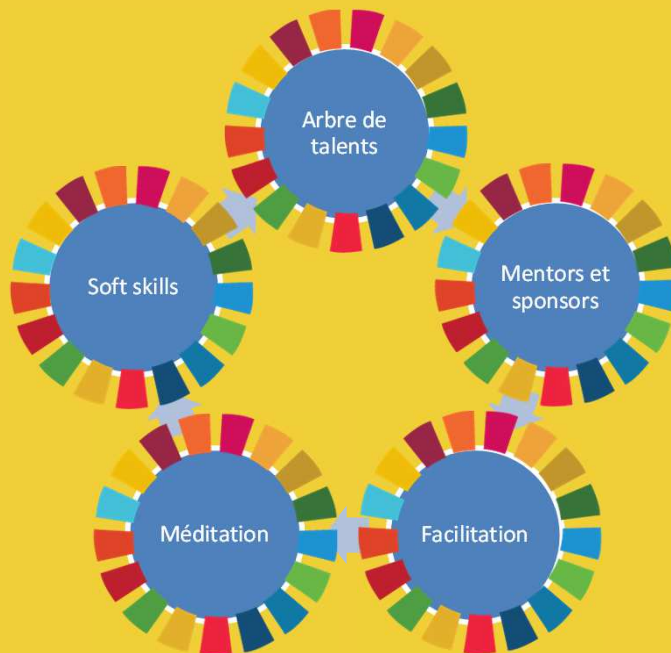 Arbre de
talents
Mentors et
sponsors
Facilitation
Méditation
Soft skills